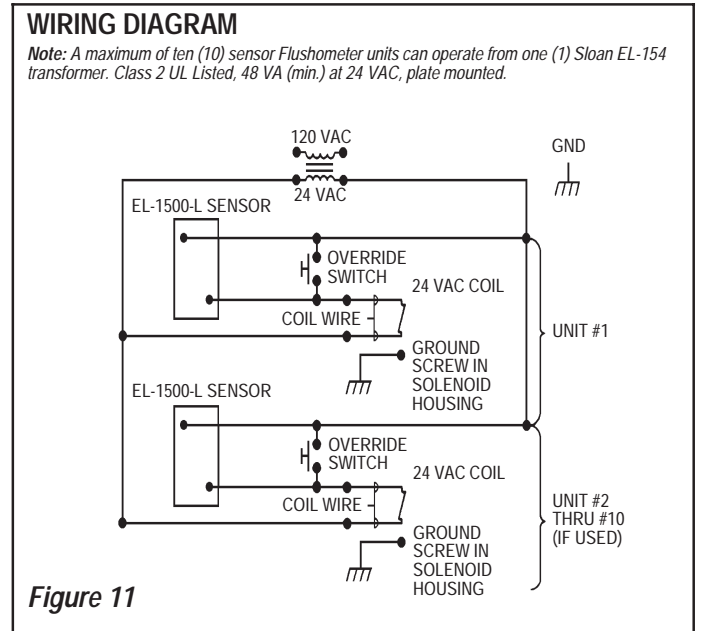 WIRING DIAGRAM
Note: A maximum of ten (10) sensor Flushometer units can operate from one (1) Sloan EL-154
transformer. Class 2 UL Listed, 48 VA (min.) at 24 VAC, plate mounted.
120 VAC
24 VAC
GND
EL-1500-L SENSOR
OVERRIDE
SWITCH
24 VAC COIL
COIL WIRE
GROUND
SCREW IN
SOLENOID
HOUSING
UNIT #1
EL-1500-L SENSOR
OVERRIDE
SWITCH
24 VAC COIL
COIL WIRE
GROUND
SCREW IN
SOLENOID
HOUSING
UNIT #2
THRU #10
(IF USED)
Figure 11